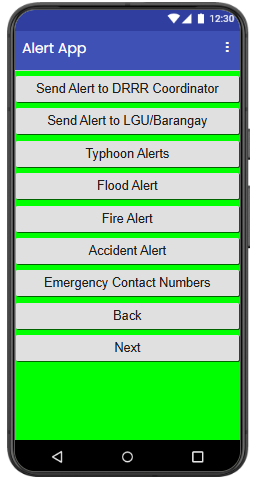 12:30
Alert App
Send Alert to DRRR Coordinator
Send Alert to LGU/Barangay
Typhoon Alerts
Flood Alert
Fire Alert
Accident Alert
Emergency Contact Numbers
Back
Next